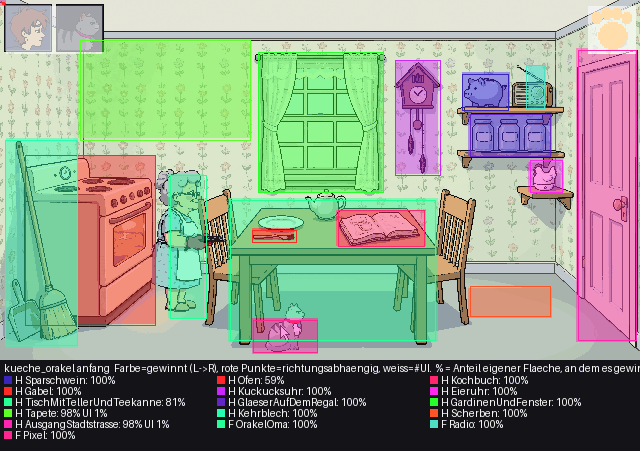 kueche_orakel anfang Farbe=gewinnt (L->R), rote Punkte=richtungsabhaengig, weiss=#UI. % = Anteil eigener Flaeche, an dem es gewin
H Sparschwein: 100%
H Ofen: 59%
H Kochbuch: 100%
H Gabel: 100%
H Kuckucksuhr: 100%
H Eieruhr: 100%
H TischMitTellerUndTeekanne: 81%
H GlaeserAufDemRegal: 100%
H GardinenUndFenster: 100%
H Tapete: 98% UI 1%
H Kehrblech: 100%
H Scherben: 100%
H AusgangStadtstrasse: 98% UI 1%
F OrakelOma: 100%
F Radio: 100%
F Pixel: 100%